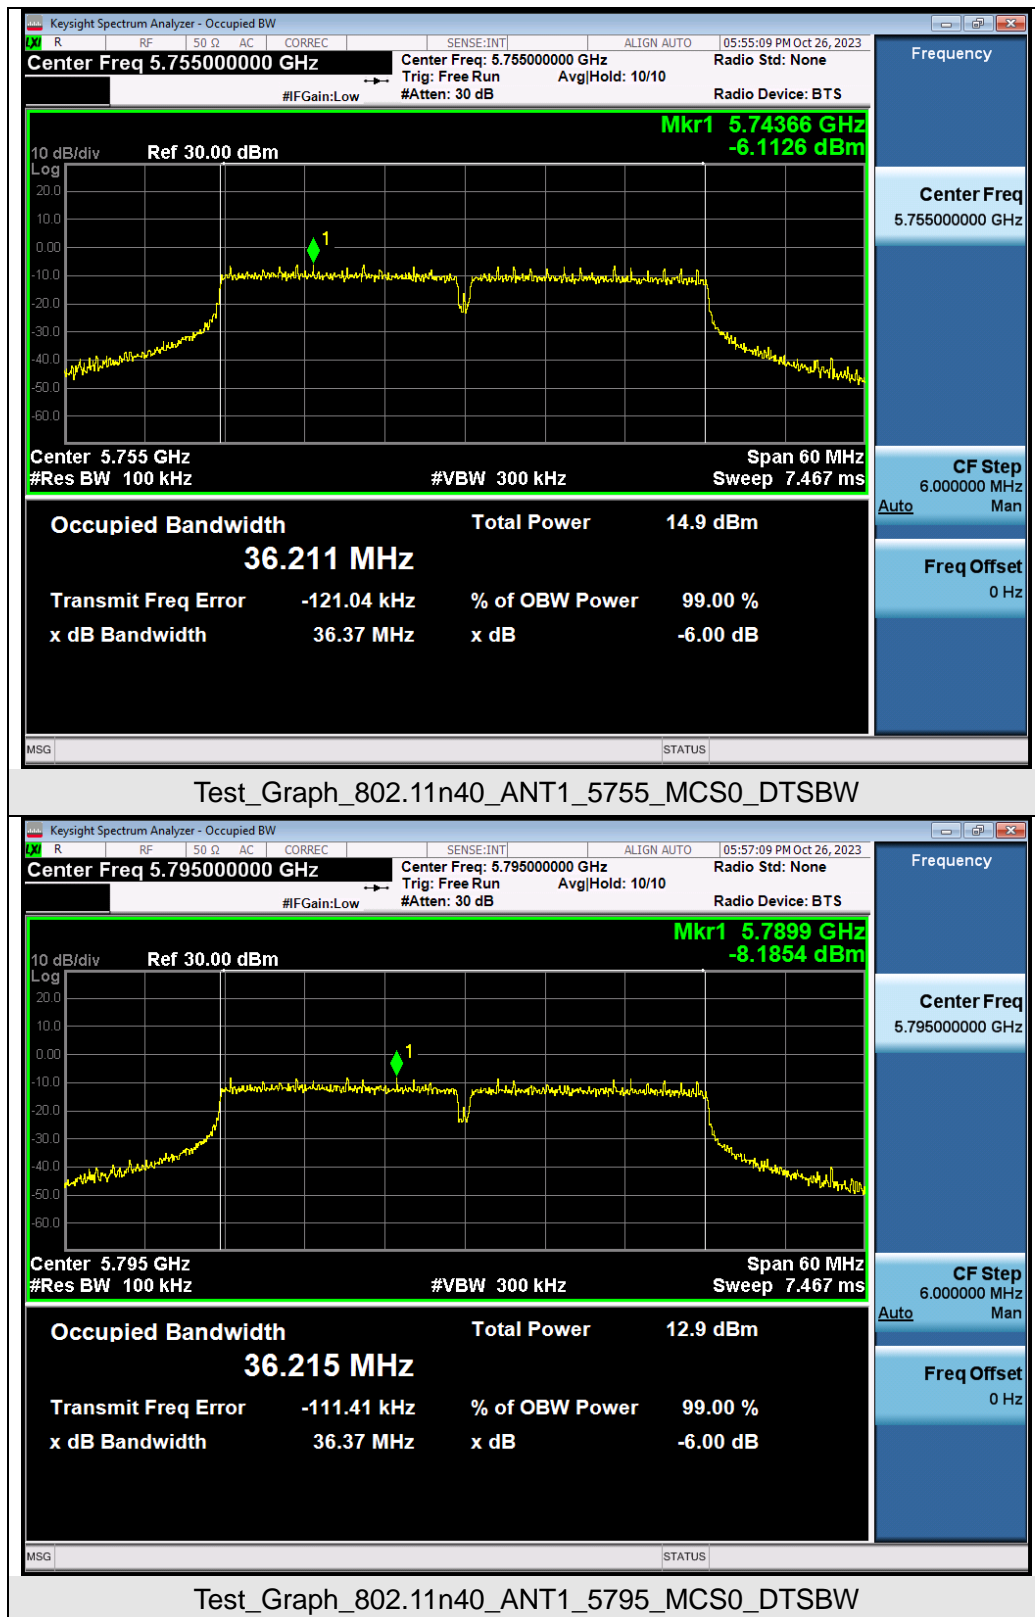 Keysight Spectrum Analyzer - Occupied BW
LXI R RF 50 Ω AC CORREC SENSE:INT ALIGN AUTO 05:55:09 PM Oct 26, 2023
Center Freq 5.755000000 GHz Center Freq: 5.755000000 GHz Radio Std: None Frequency
Trig: Free Run Avg|Hold: 10/10
#IFGain:Low #Atten: 30 dB Radio Device: BTS
Mkr1 5.74366 GHz
10 dB/div Ref 30.00 dBm -6.1126 dBm
Log
20.0
10.0
0.00
-10.0
-20.0
-30.0
-40.0
-50.0
-60.0
1
Center Freq
5.755000000 GHz
Center 5.755 GHz Span 60 MHz
#Res BW 100 kHz #VBW 300 kHz Sweep 7.467 ms
CF Step
6.000000 MHz
Auto Man
Occupied Bandwidth Total Power 14.9 dBm
36.211 MHz
Freq Offset
0 Hz
Transmit Freq Error -121.04 kHz % of OBW Power 99.00 %
x dB Bandwidth 36.37 MHz x dB -6.00 dB
MSG STATUS
Test_Graph_802.11n40_ANT1_5755_MCS0_DTSBW
Keysight Spectrum Analyzer - Occupied BW
LXI R RF 50 Ω AC CORREC SENSE:INT ALIGN AUTO 05:57:09 PM Oct 26, 2023
Center Freq 5.795000000 GHz Center Freq: 5.795000000 GHz Radio Std: None Frequency
Trig: Free Run Avg|Hold: 10/10
#IFGain:Low #Atten: 30 dB Radio Device: BTS
Mkr1 5.7899 GHz
10 dB/div Ref 30.00 dBm -8.1854 dBm
Log
20.0
10.0
0.00
-10.0
-20.0
-30.0
-40.0
-50.0
-60.0
1
Center Freq
5.795000000 GHz
Center 5.795 GHz Span 60 MHz
#Res BW 100 kHz #VBW 300 kHz Sweep 7.467 ms
CF Step
6.000000 MHz
Auto Man
Occupied Bandwidth Total Power 12.9 dBm
36.215 MHz
Freq Offset
0 Hz
Transmit Freq Error -111.41 kHz % of OBW Power 99.00 %
x dB Bandwidth 36.37 MHz x dB -6.00 dB
MSG STATUS
Test_Graph_802.11n40_ANT1_5795_MCS0_DTSBW